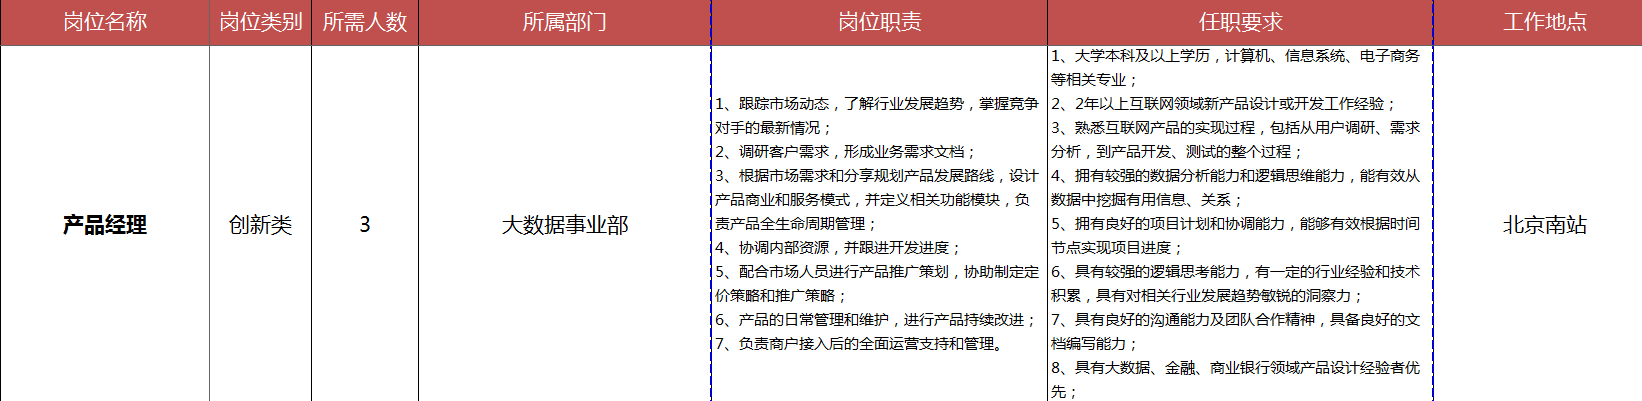 岗位名称 岗位类别 所需人数 所属部门 岗位职责 任职要求 工作地点
产品经理
创新类
3
大数据事业部
1、跟踪市场动态，了解行业发展趋势，掌握竞争
对手的最新情况；
2、调研客户需求，形成业务需求文档；
3、根据市场需求和分享规划产品发展路线，设计
产品商业和服务模式，并定义相关功能模块，负
责产品全生命周期管理；
4、协调内部资源，并跟进开发进度；
5、配合市场人员进行产品推广策划，协助制定定
价策略和推广策略；
6、产品的日常管理和维护，进行产品持续改进；
7、负责商户接入后的全面运营支持和管理。
1、大学本科及以上学历，计算机、信息系统、电子商务
等相关专业；
2、2年以上互联网领域新产品设计或开发工作经验；
3、熟悉互联网产品的实现过程，包括从用户调研、需求
分析，到产品开发、测试的整个过程；
4、拥有较强的数据分析能力和逻辑思维能力，能有效从
数据中挖掘有用信息、关系；
5、拥有良好的项目计划和协调能力，能够有效根据时间
节点实现项目进度；
6、具有较强的逻辑思考能力，有一定的行业经验和技术
积累，具有对相关行业发展趋势敏锐的洞察力；
7、具有良好的沟通能力及团队合作精神，具备良好的文
档编写能力；
8、具有大数据、金融、商业银行领域产品设计经验者优
先；
北京南站